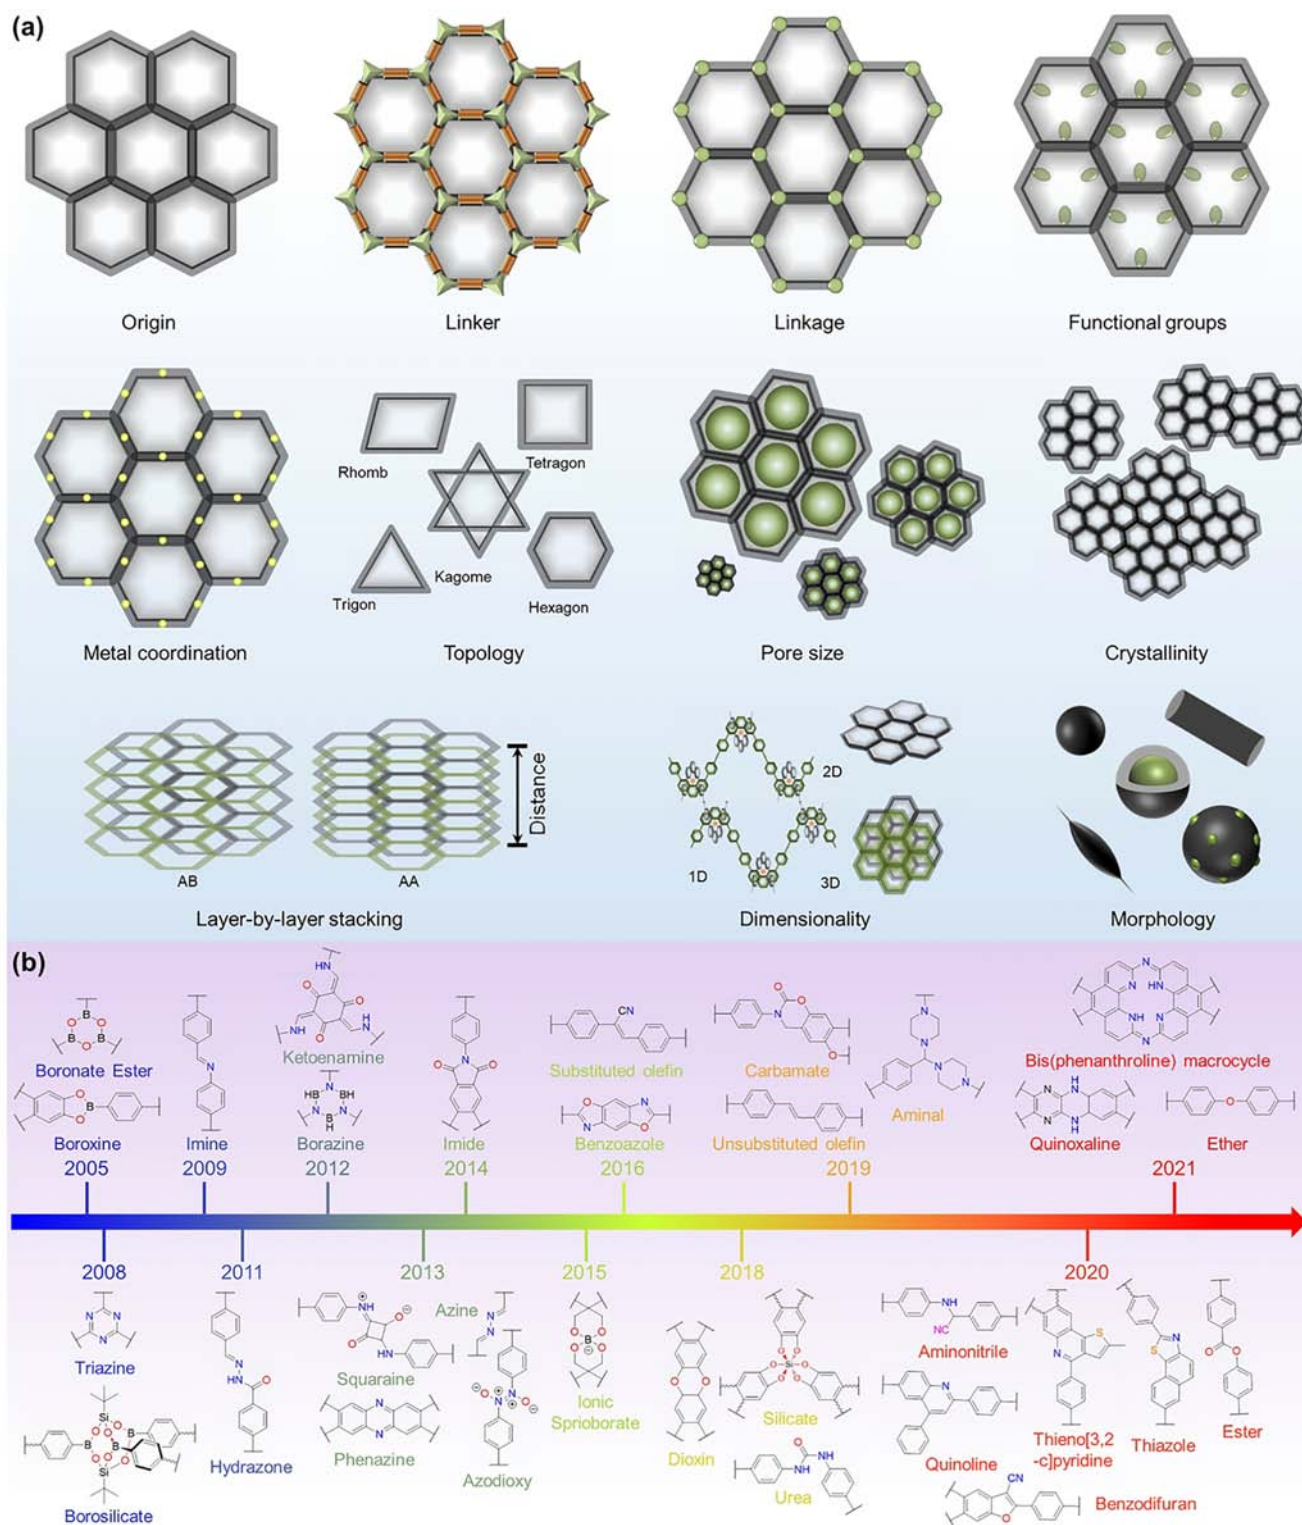 (a)
Origin
Linker
Linkage
Functional groups
Rhomb
Tetragon
Kagome
Trigon
Hexagon
Metal coordination
Topology
Pore size
Crystallinity
Distance
2D
1D
3D
AB
AA
Layer-by-layer stacking
Dimensionality
Morphology
(b)
Boronate Ester
Boroxine
Imine
Ketoenamine
Borazine
Imide
Substituted olefin
Benzoazole
Carbamate
Unsubstituted olefin
Aminal
Bis(phenanthroline) macrocycle
Quinoxaline
Ether
2005
2009
2012
2014
2016
2019
2021
2008
2011
2013
2015
2018
2020
Triazine
Borosilicate
Hydrazone
Squaraine
Phenazine
Azine
Azodioxy
Ionic
Sprioborate
Dioxin
Silicate
Urea
Aminonitrile
Quinoline
Thieno[3,2
-c]pyridine
Thiazole
Ester
Benzodifuran